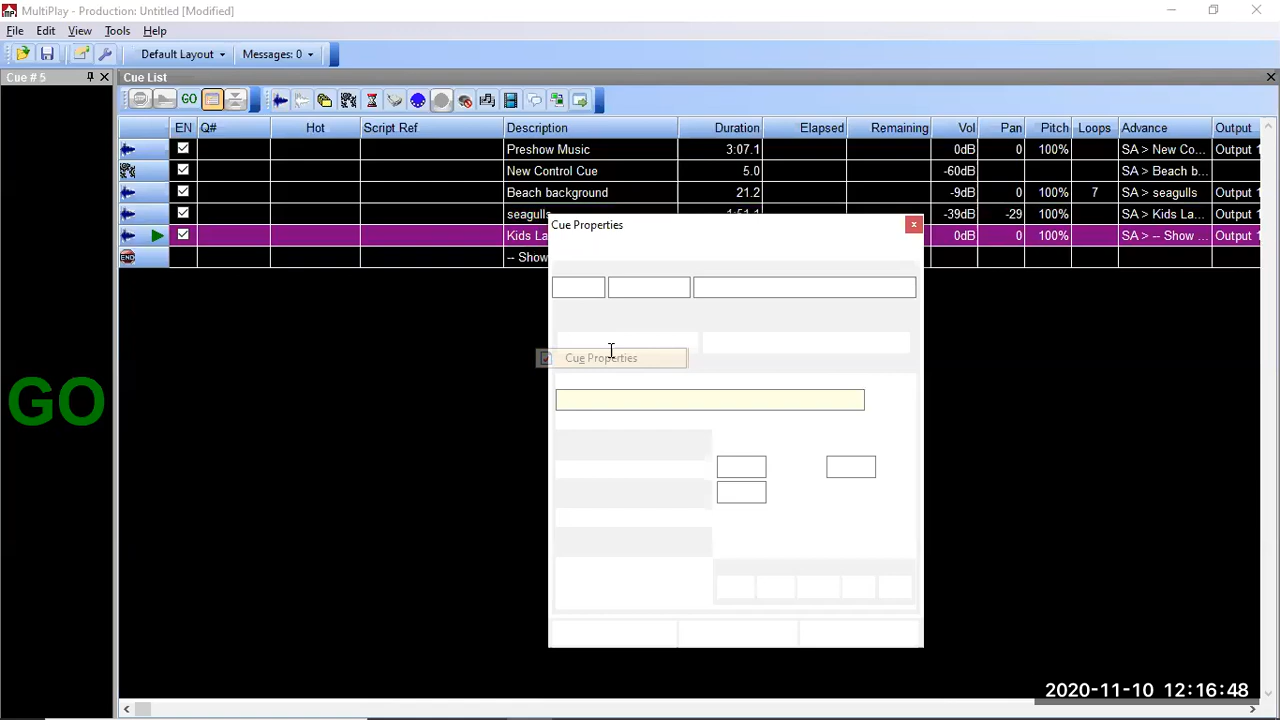 MultiPlay - Production: Untitled [Modified]
File Edit View Tools Help
Default Layout Messages: 0
Cue # 5 Cue List
GO
EN Q# Hot Script Ref Description Duration Elapsed Remaining Vol Pan Pitch Loops Advance Output
Preshow Music 3:07.1 0dB 0 100% SA > New Co... Output 1
New Control Cue 5.0 -60dB SA > Beach b...
Beach background 21.2 -9dB 0 100% 7 SA > seagulls Output 1
seagulls -39dB -29 100% SA > Kids La... Output 1
Kids La 0dB 0 100% SA > -- Show ... Output 1
END -- Show
Cue Properties
Cue Properties
GO
2020-11-10 12:16:48